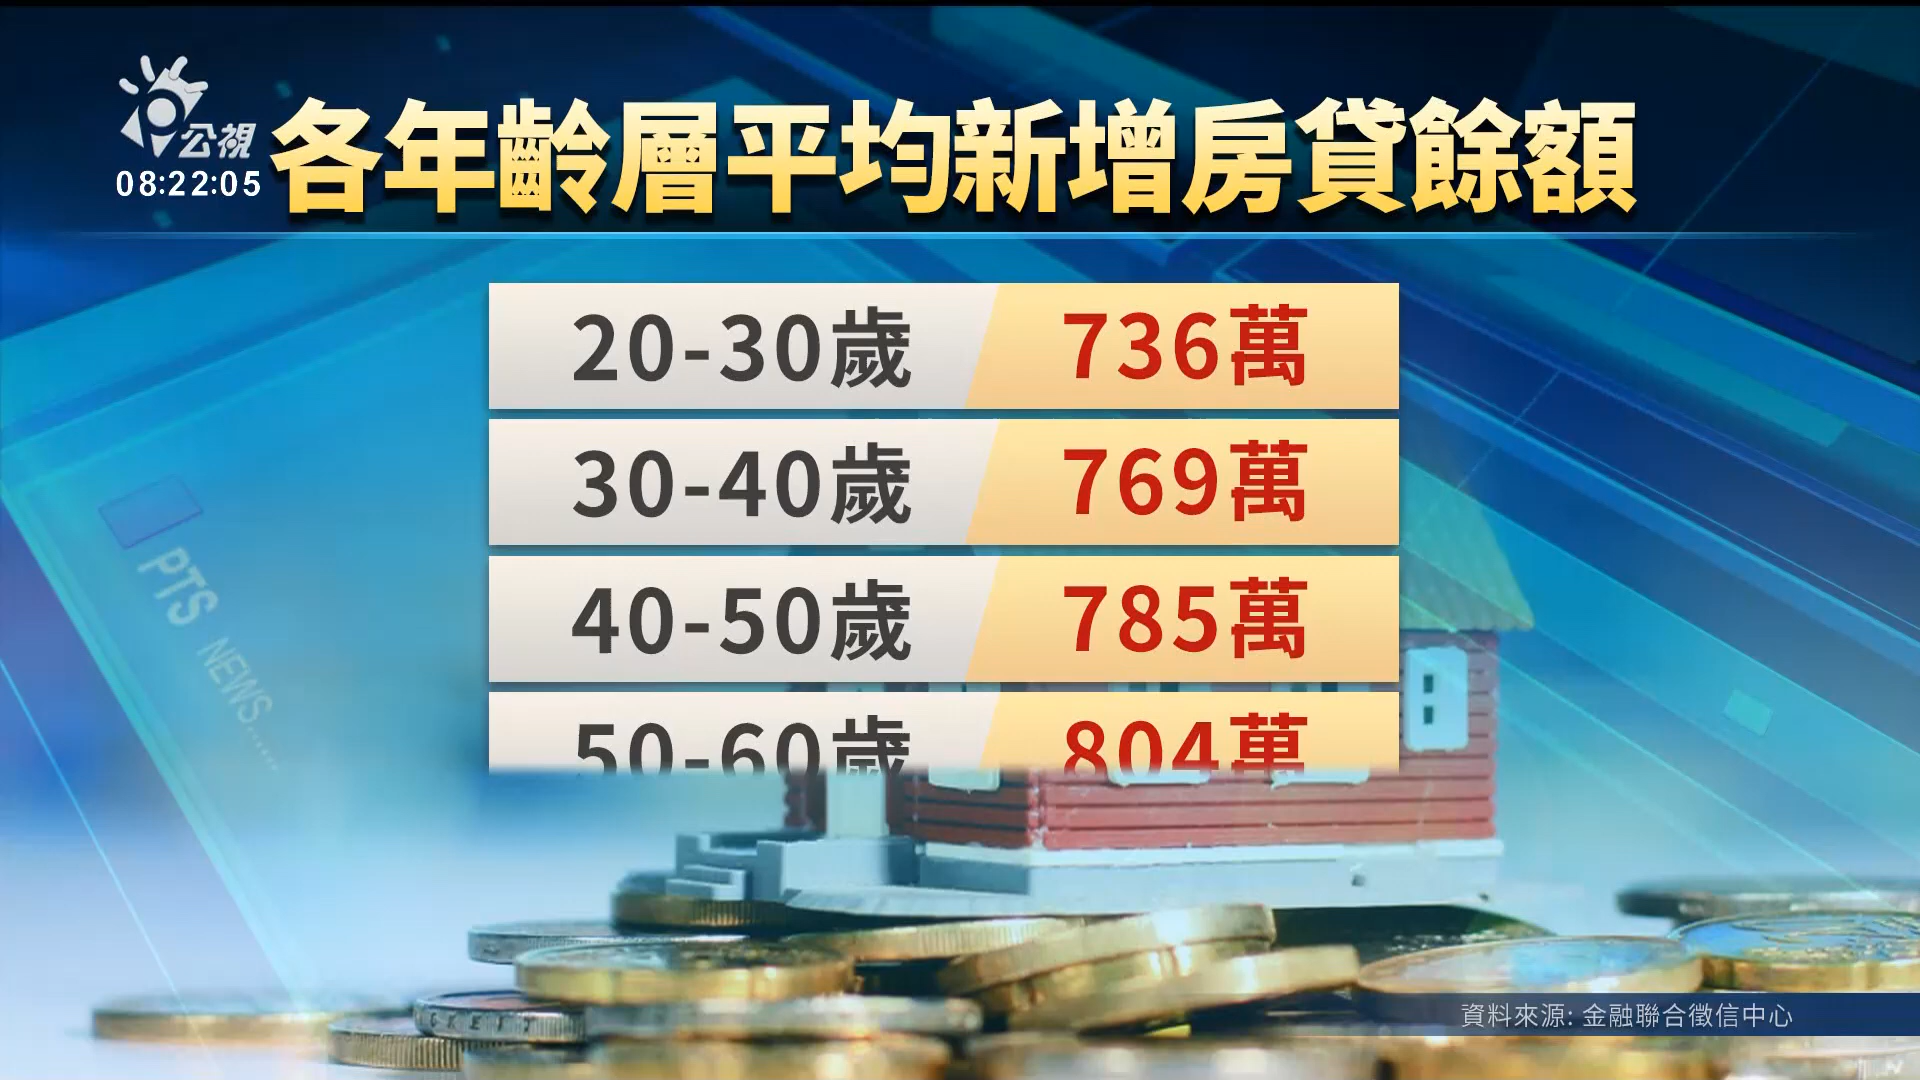 公視
08:22:05
各年齡層平均新增房貸餘額
20-30歲 736萬
30-40歲 769萬
40-50歲 785萬
50-60歲 804萬
PTS NEWS......
資料來源: 金融聯合徵信中心